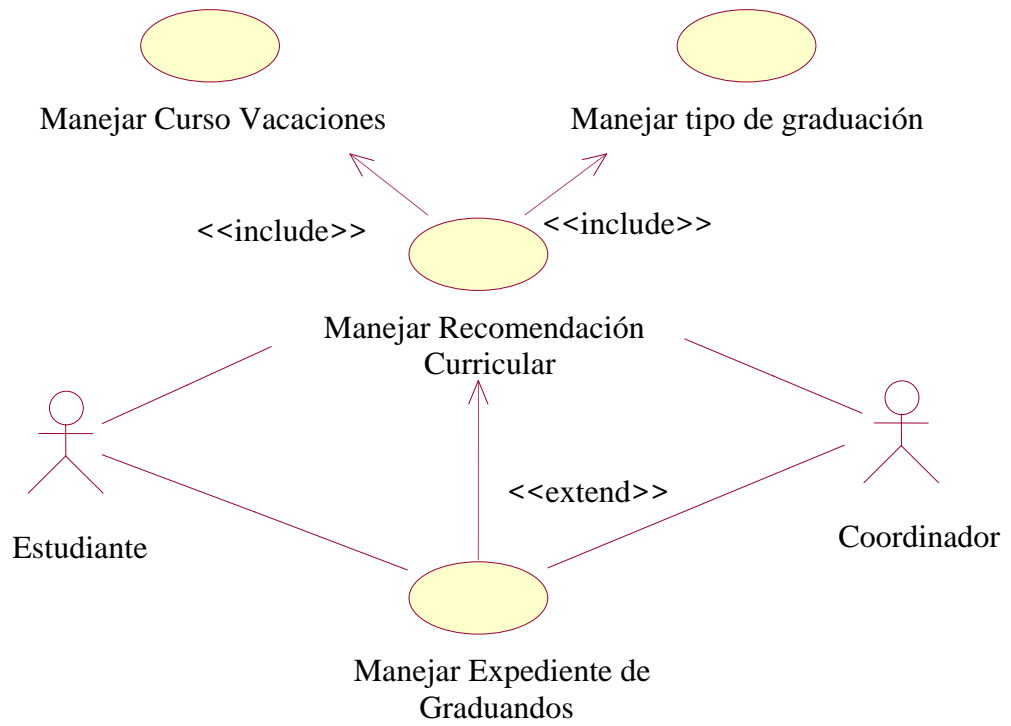 Manejar Curso Vacaciones
Manejar tipo de graduación
<<include>>
<<include>>
Manejar Recomendación
Curricular
<<extend>>
Estudiante
Coordinador
Manejar Expediente de
Graduandos